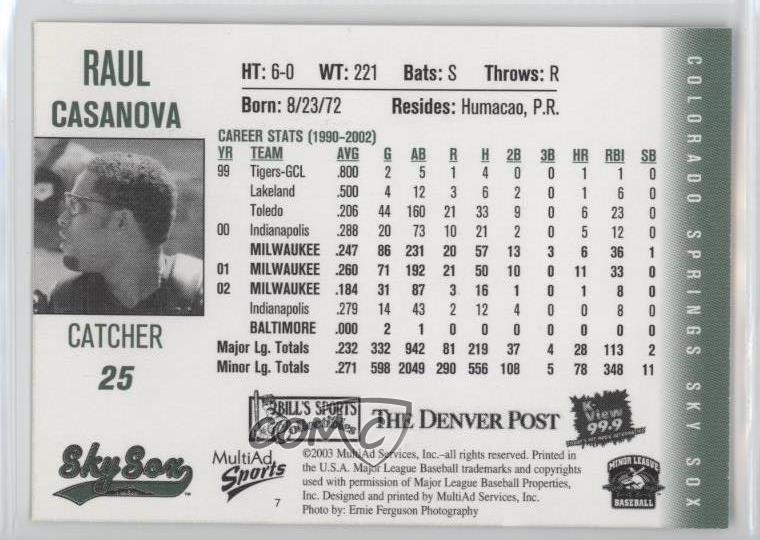 RAUL
CASANOVA
HT: 6-0 WT: 221 Bats: S Throws: R
Born: 8/23/72 Resides: Humacao, P.R.
CAREER STATS (1990-2002)
YR TEAM AVG G AB R H 2B 3B HR RBI SB
99 Tigers-GCL .800 2 5 1 4 0 0 1 1 0
Lakeland .500 4 12 3 6 2 0 1 6 0
Toledo .206 44 160 21 33 9 0 6 23 0
00 Indianapolis .288 20 73 10 21 2 0 5 12 0
MILWAUKEE .247 86 231 20 57 13 3 6 36 1
01 MILWAUKEE .260 71 192 21 50 10 0 11 33 0
02 MILWAUKEE .184 31 87 3 16 1 0 1 8 0
Indianapolis .279 14 43 2 12 4 0 0 8 0
BALTIMORE .000 2 1 0 0 0 0 0 0 0
Major Lg. Totals .232 332 942 81 219 37 4 28 113 2
Minor Lg. Totals .271 598 2049 290 556 108 5 78 348 11
CATCHER
25
SkySox
BILL'S SPORTS
Collectibles
THE DENVER POST
K-View
99.9
COMC
MultiAd
Sports
7
©2003 MultiAd Services, Inc.–all rights reserved. Printed in
the U.S.A. Major League Baseball trademarks and copyrights
used with permission of Major League Baseball Properties,
Inc. Designed and printed by MultiAd Services, Inc.
Photo by: Ernie Ferguson Photography
MINOR LEAGUE
BASEBALL
COLORADO SPRINGS SKY SOX